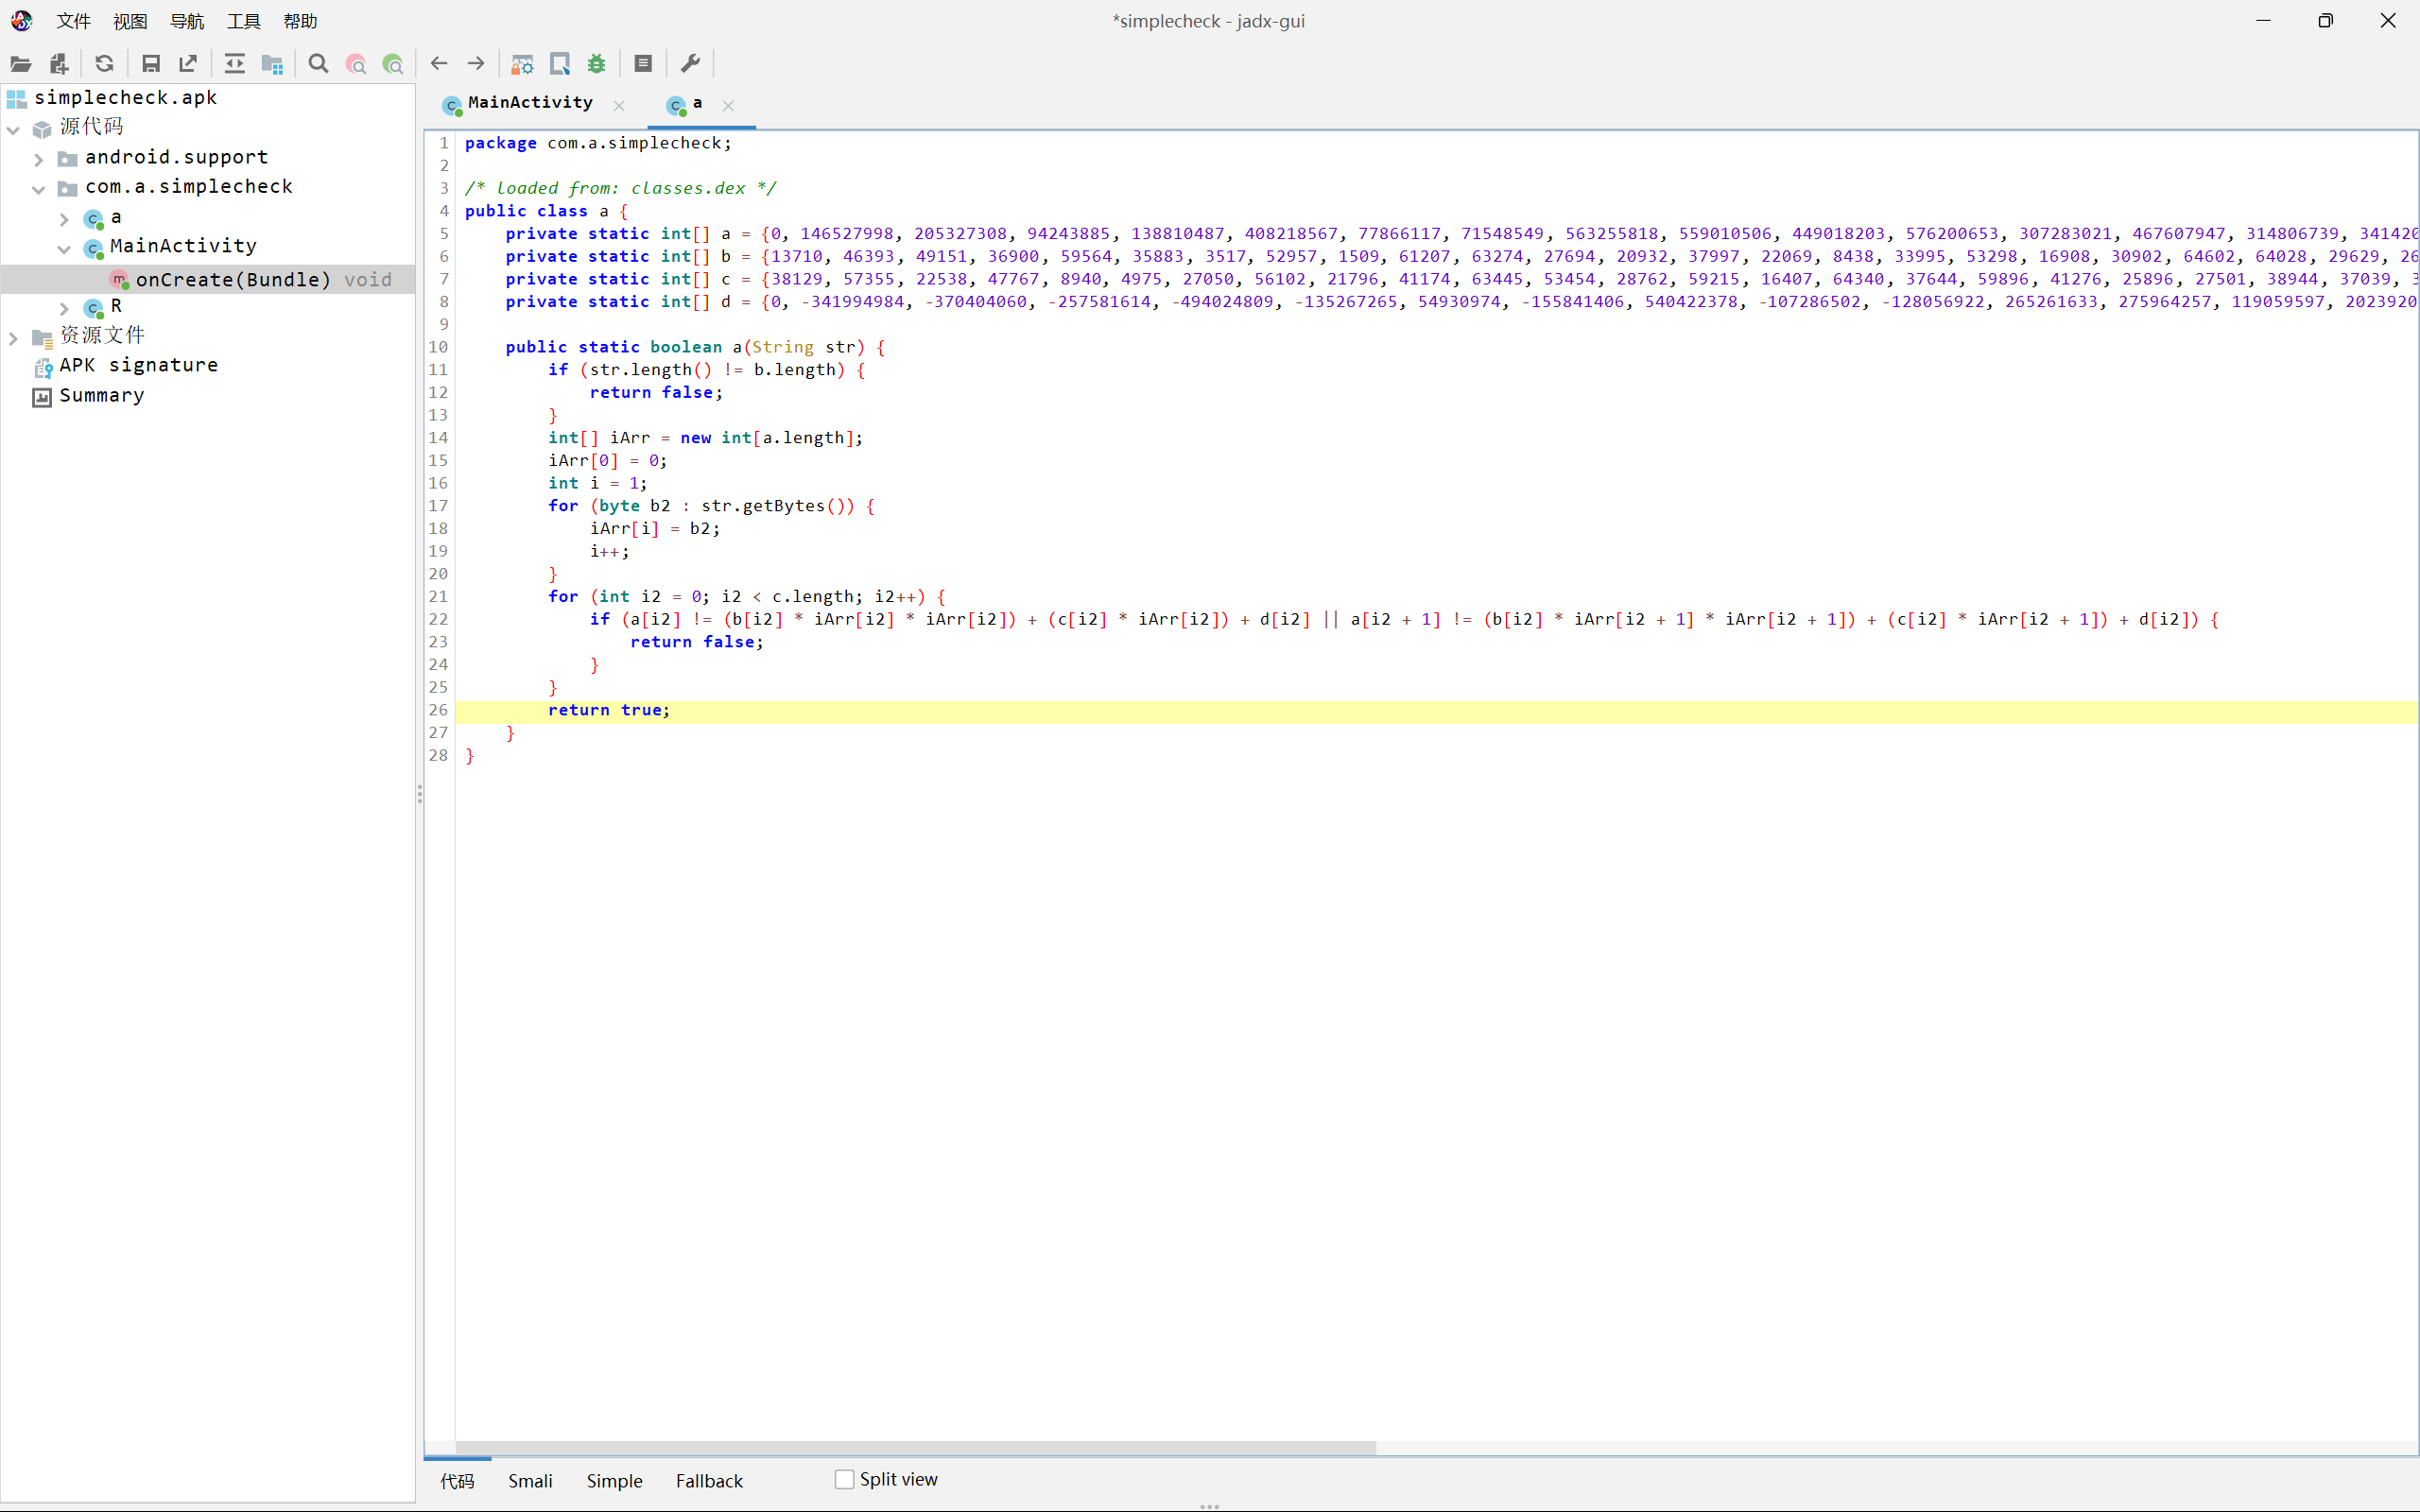 文件 视图 导航 工具 帮助
*simplecheck - jadx-gui
simplecheck.apk
源代码
android.support
com.a.simplecheck
a
MainActivity
onCreate(Bundle) void
R
资源文件
APK signature
Summary
MainActivity a
1 package com.a.simplecheck;
2
3 /* loaded from: classes.dex */
4 public class a {
5 private static int[] a = {0, 146527998, 205327308, 94243885, 138810487, 408218567, 77866117, 71548549, 563255818, 559010506, 449018203, 576200653, 307283021, 467607947, 314806739, 341420
6 private static int[] b = {13710, 46393, 49151, 36900, 59564, 35883, 3517, 52957, 1509, 61207, 63274, 27694, 20932, 37997, 22069, 8438, 33995, 53298, 16908, 30902, 64602, 64028, 29629, 26
7 private static int[] c = {38129, 57355, 22538, 47767, 8940, 4975, 27050, 56102, 21796, 41174, 63445, 53454, 28762, 59215, 16407, 64340, 37644, 59896, 41276, 25896, 27501, 38944, 37039,
8 private static int[] d = {0, -341994984, -370404060, -257581614, -494024809, -135267265, 54930974, -155841406, 540422378, -107286502, -128056922, 265261633, 275964257, 119059597, 2023920
9
10 public static boolean a(String str) {
11 if (str.length() != b.length) {
12 return false;
13 }
14 int[] iArr = new int[a.length];
15 iArr[0] = 0;
16 int i = 1;
17 for (byte b2 : str.getBytes()) {
18 iArr[i] = b2;
19 i++;
20 }
21 for (int i2 = 0; i2 < c.length; i2++) {
22 if (a[i2] != (b[i2] * iArr[i2] * iArr[i2]) + (c[i2] * iArr[i2]) + d[i2] || a[i2 + 1] != (b[i2] * iArr[i2 + 1] * iArr[i2 + 1]) + (c[i2] * iArr[i2 + 1]) + d[i2]) {
23 return false;
24 }
25 }
26 return true;
27 }
28 }
代码 Smali Simple Fallback Split view